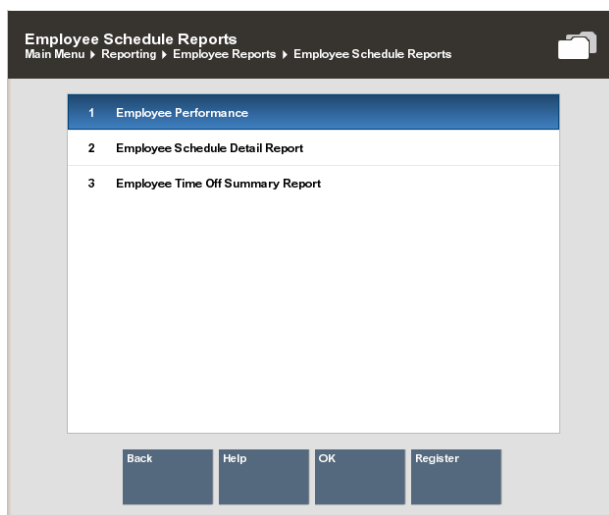 Employee Schedule Reports
Main Menu ▸ Reporting ▸ Employee Reports ▸ Employee Schedule Reports
1 Employee Performance
2 Employee Schedule Detail Report
3 Employee Time Off Summary Report
Back Help OK Register